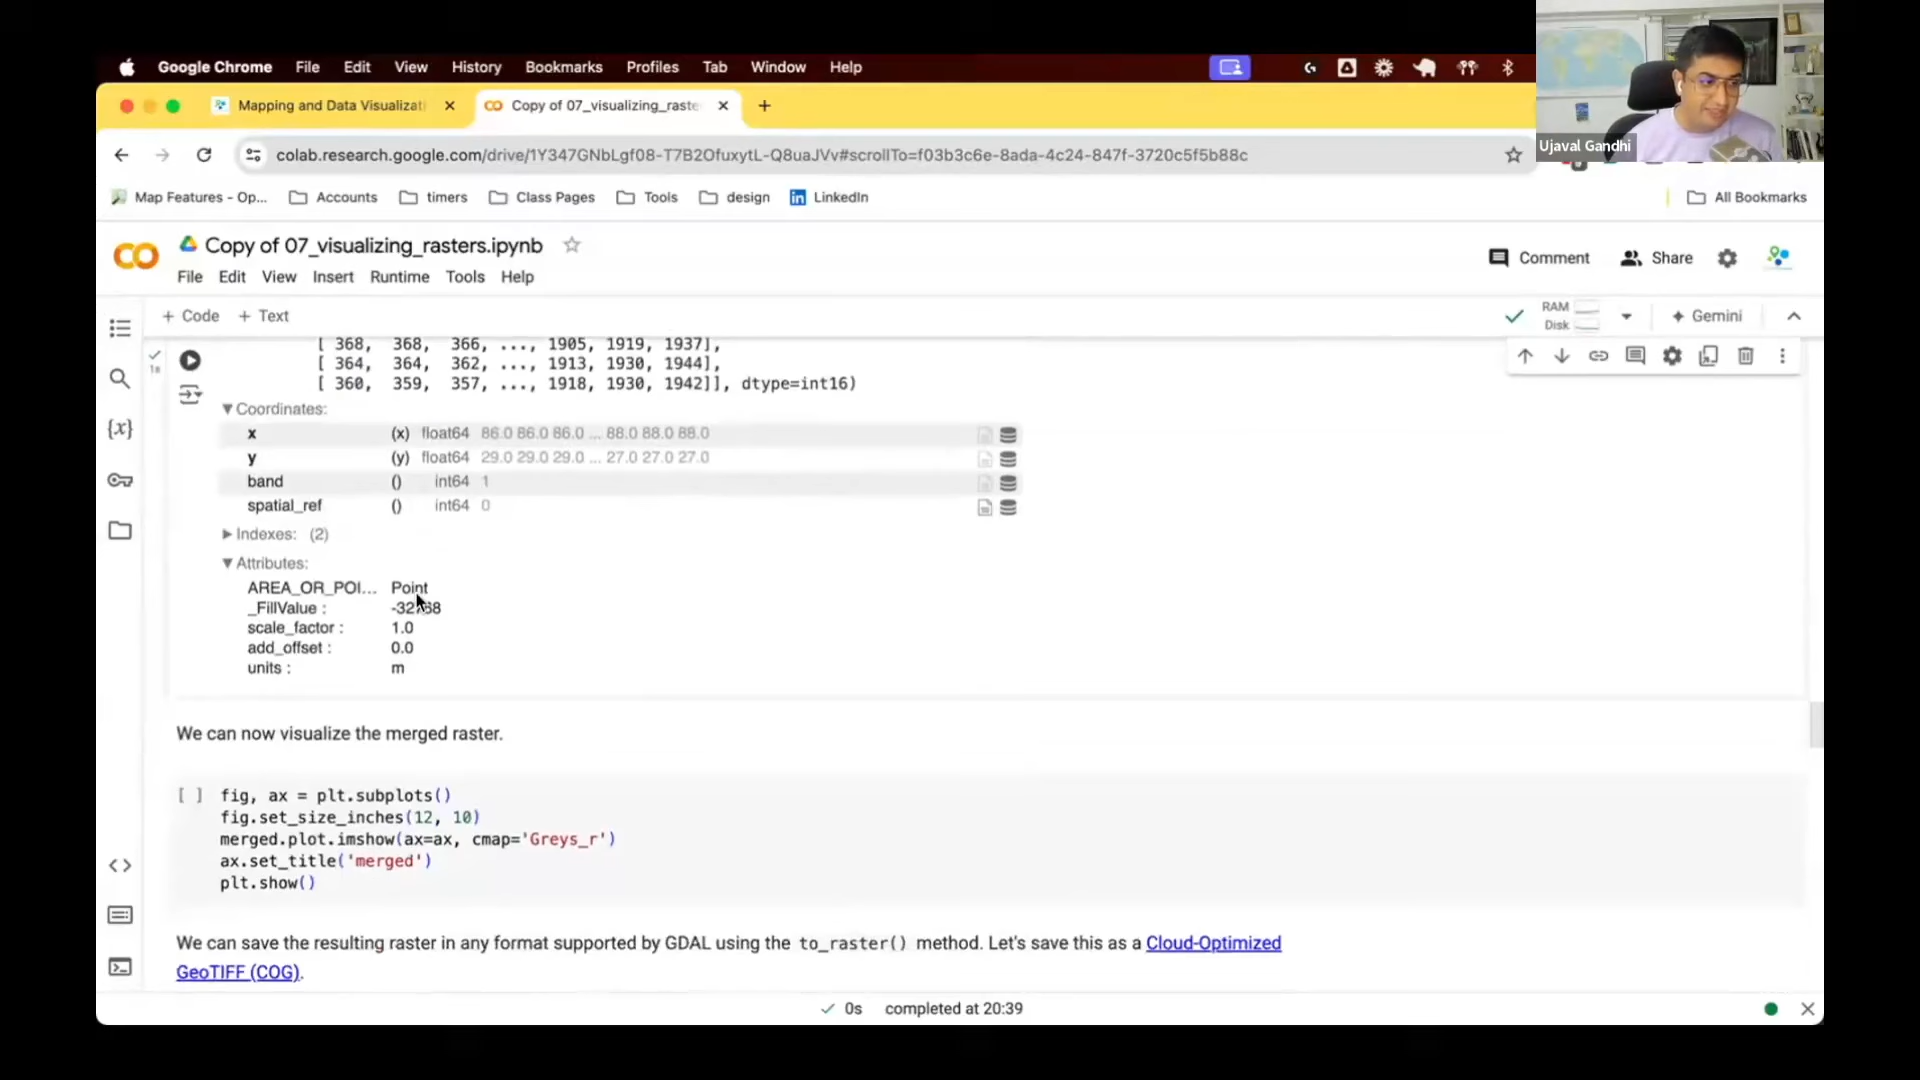 Google Chrome File Edit View History Bookmarks Profiles Tab Window Help
Mapping and Data Visualizati
Copy of 07_visualizing_raste
colab.research.google.com/drive/1Y347GNbLgf08-T7B2OfuxytL-Q8uaJVv#scrollTo=f03b3c6e-8ada-4c24-847f-3720c5f5b88c
Ujaval Gandhi
Map Features - Op... Accounts timers Class Pages Tools design LinkedIn All Bookmarks
Copy of 07_visualizing_rasters.ipynb
Comment Share
File Edit View Insert Runtime Tools Help
+ Code + Text
RAM
Disk
Gemini
[ 368, 368, 366, ..., 1905, 1919, 1937],
[ 364, 364, 362, ..., 1913, 1930, 1944],
[ 360, 359, 357, ..., 1918, 1930, 1942]], dtype=int16)
1s
▼ Coordinates:
x (x) float64 86.0 86.0 86.0 ... 88.0 88.0 88.0
y (y) float64 29.0 29.0 29.0 ... 27.0 27.0 27.0
band () int64 1
spatial_ref () int64 0
► Indexes: (2)
▼ Attributes:
AREA_OR_POI... Point
_FillValue : -32768
scale_factor : 1.0
add_offset : 0.0
units : m
We can now visualize the merged raster.
[ ] fig, ax = plt.subplots()
fig.set_size_inches(12, 10)
merged.plot.imshow(ax=ax, cmap='Greys_r')
ax.set_title('merged')
plt.show()
We can save the resulting raster in any format supported by GDAL using the to_raster() method. Let's save this as a Cloud-Optimized
GeoTIFF (COG).
✓ 0s completed at 20:39